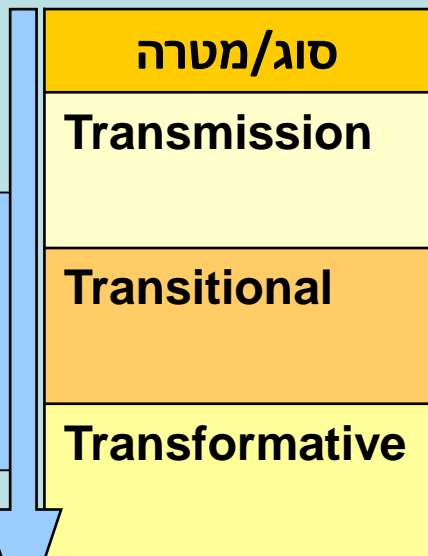 סוג/מטרה
Transmission
Transitional
Transformative